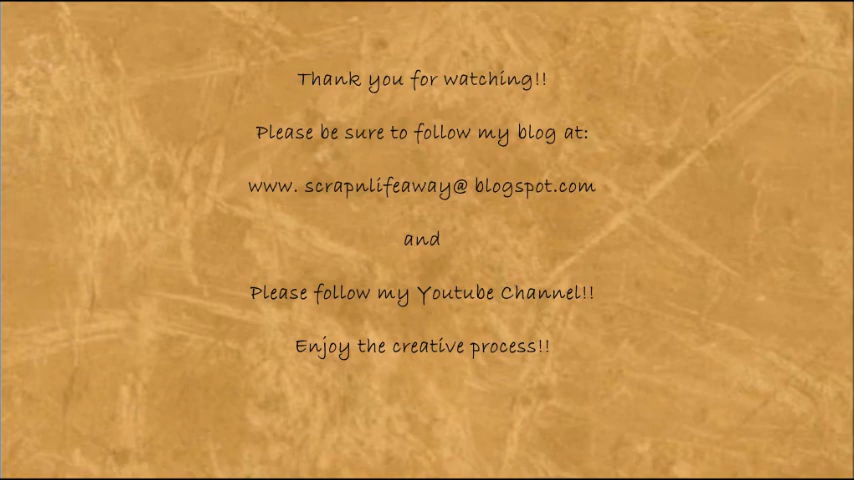 Thank you for watching!!
Please be sure to follow my blog at:
www. scrapnlifeaway@ blogspot.com
and
Please follow my Youtube Channel!!
Enjoy the creative process!!